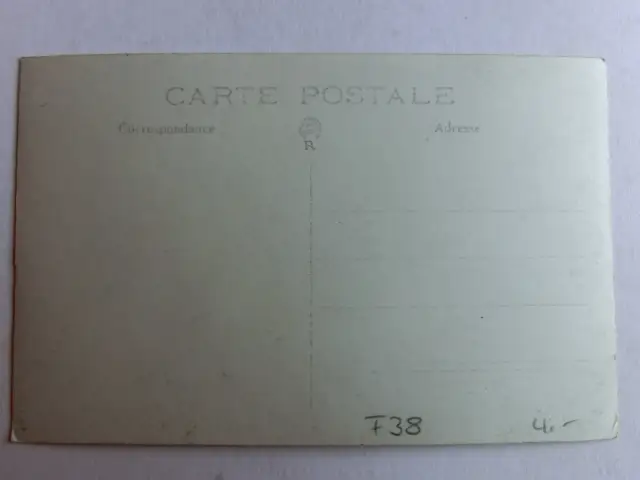 CARTE POSTALE
Correspondance
Adresse
R
F38
4.-